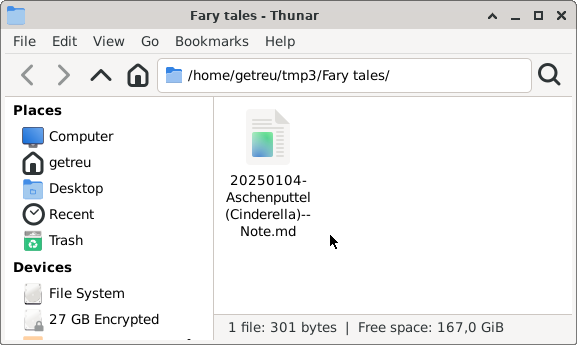 Fary tales - Thunar
File Edit View Go Bookmarks Help
/home/getreu/tmp3/Fary tales/
Places
Computer
getreu
Desktop
Recent
Trash
Devices
File System
27 GB Encrypted
20250104-
Aschenputtel
(Cinderella)--
Note.md
1 file: 301 bytes | Free space: 167,0 GiB